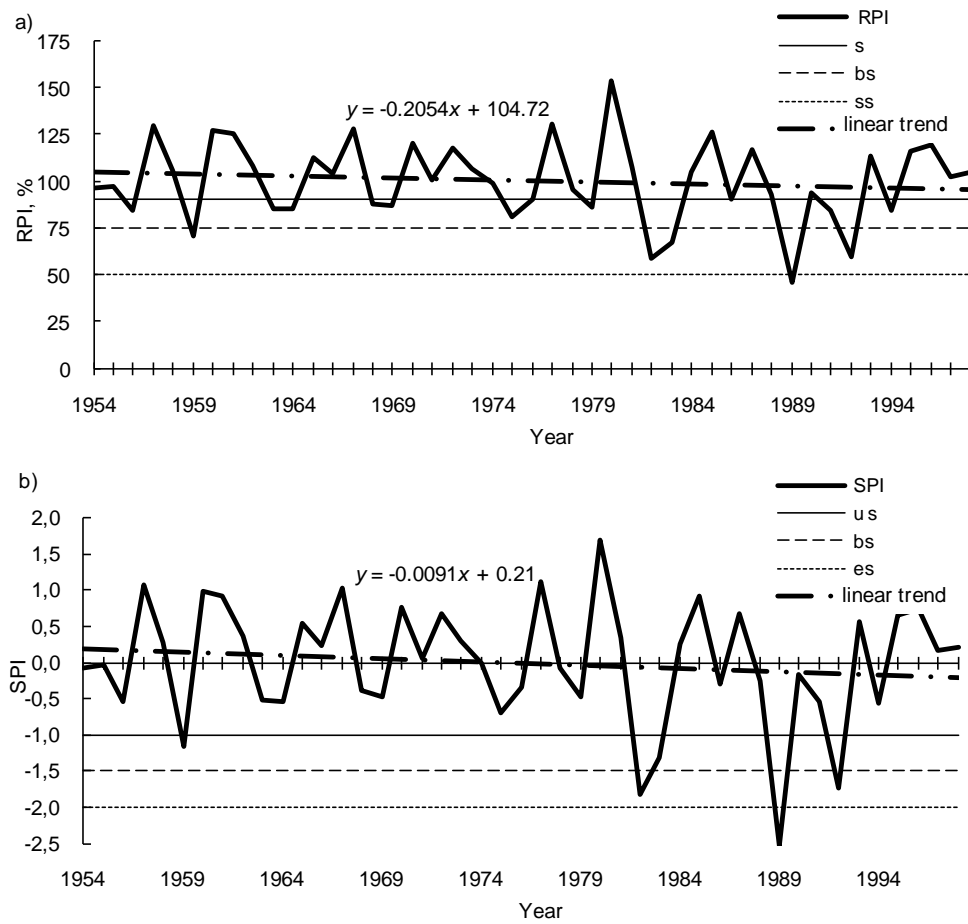 a)
RPI
s
bs
ss
linear trend
y = -0.2054x + 104.72
RPI, %
175
150
125
100
75
50
25
0
1954 1959 1964 1969 1974 1979 1984 1989 1994
Year
b)
SPI
us
bs
es
linear trend
y = -0.0091x + 0.21
SPI
2,0
1,5
1,0
0,5
0,0
-0,5
-1,0
-1,5
-2,0
-2,5
1954 1959 1964 1969 1974 1979 1984 1989 1994
Year